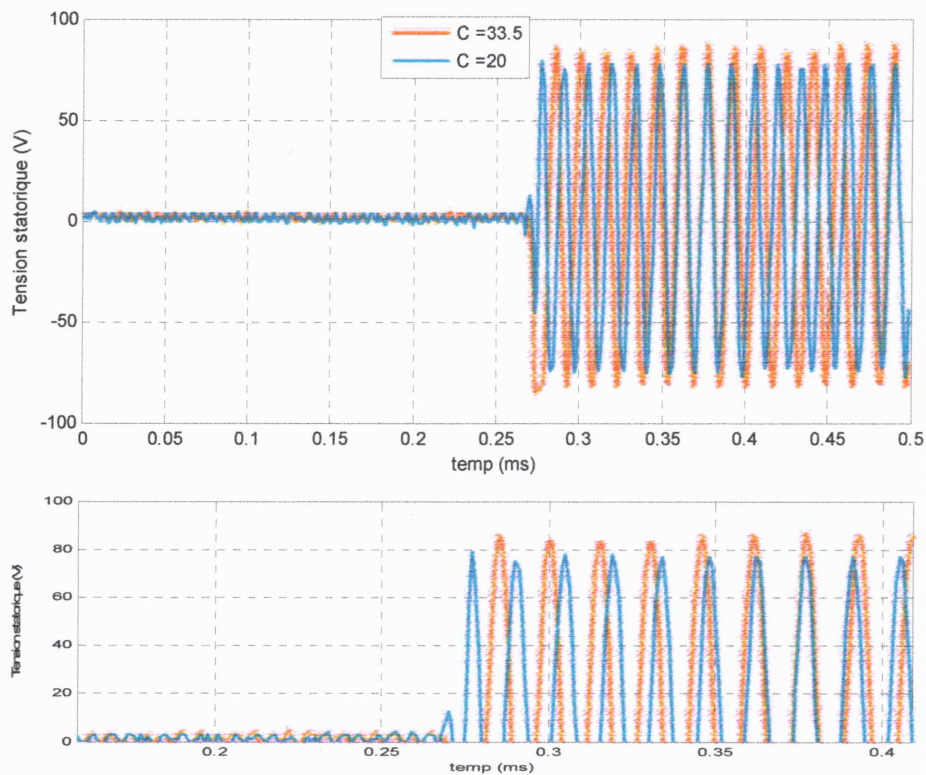 100
C =33.5
C =20
50
0
-50
-100
Tension statorique (V)
0 0.05 0.1 0.15 0.2 0.25 0.3 0.35 0.4 0.45 0.5
temp (ms)
100
80
60
40
20
0
Tension statorique (V)
0.2 0.25 0.3 0.35 0.4
temp (ms)